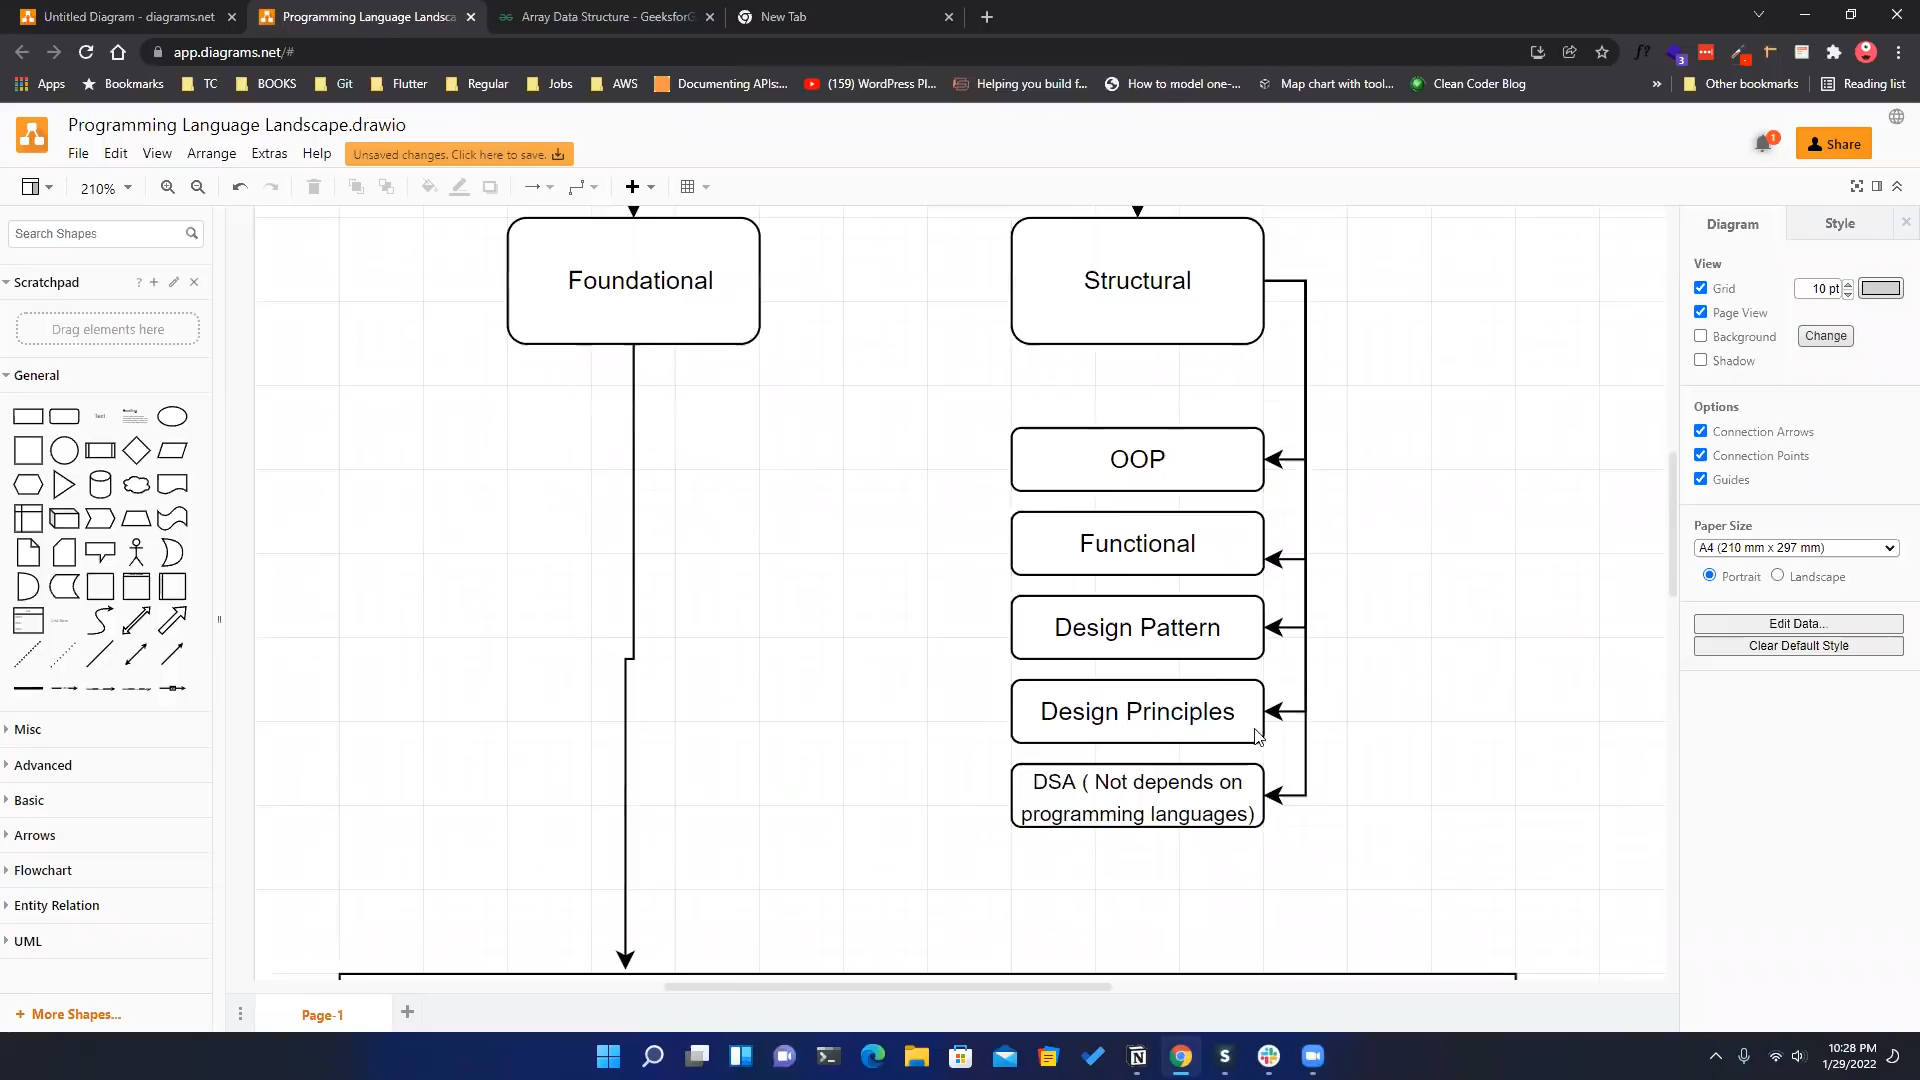 Untitled Diagram - diagrams.net
Programming Language Landsca
Array Data Structure - GeeksforG
New Tab
app.diagrams.net/#
Apps
Bookmarks
TC
BOOKS
Git
Flutter
Regular
Jobs
AWS
Documenting APIs:...
(159) WordPress Pl...
Helping you build f...
How to model one-...
Map chart with tool...
Clean Coder Blog
»
Other bookmarks
Reading list
Programming Language Landscape.drawio
File
Edit
View
Arrange
Extras
Help
Unsaved changes. Click here to save.
1
Share
210%
Search Shapes
Scratchpad
?
Drag elements here
General
Text
Heading
Misc
Advanced
Basic
Arrows
Flowchart
Entity Relation
UML
+ More Shapes...
Foundational
Structural
OOP
Functional
Design Pattern
Design Principles
DSA ( Not depends on
programming languages)
Page-1
Diagram
Style
View
Grid
10 pt
Page View
Background
Change
Shadow
Options
Connection Arrows
Connection Points
Guides
Paper Size
A4 (210 mm x 297 mm)
Portrait
Landscape
Edit Data...
Clear Default Style
10:28 PM
1/29/2022